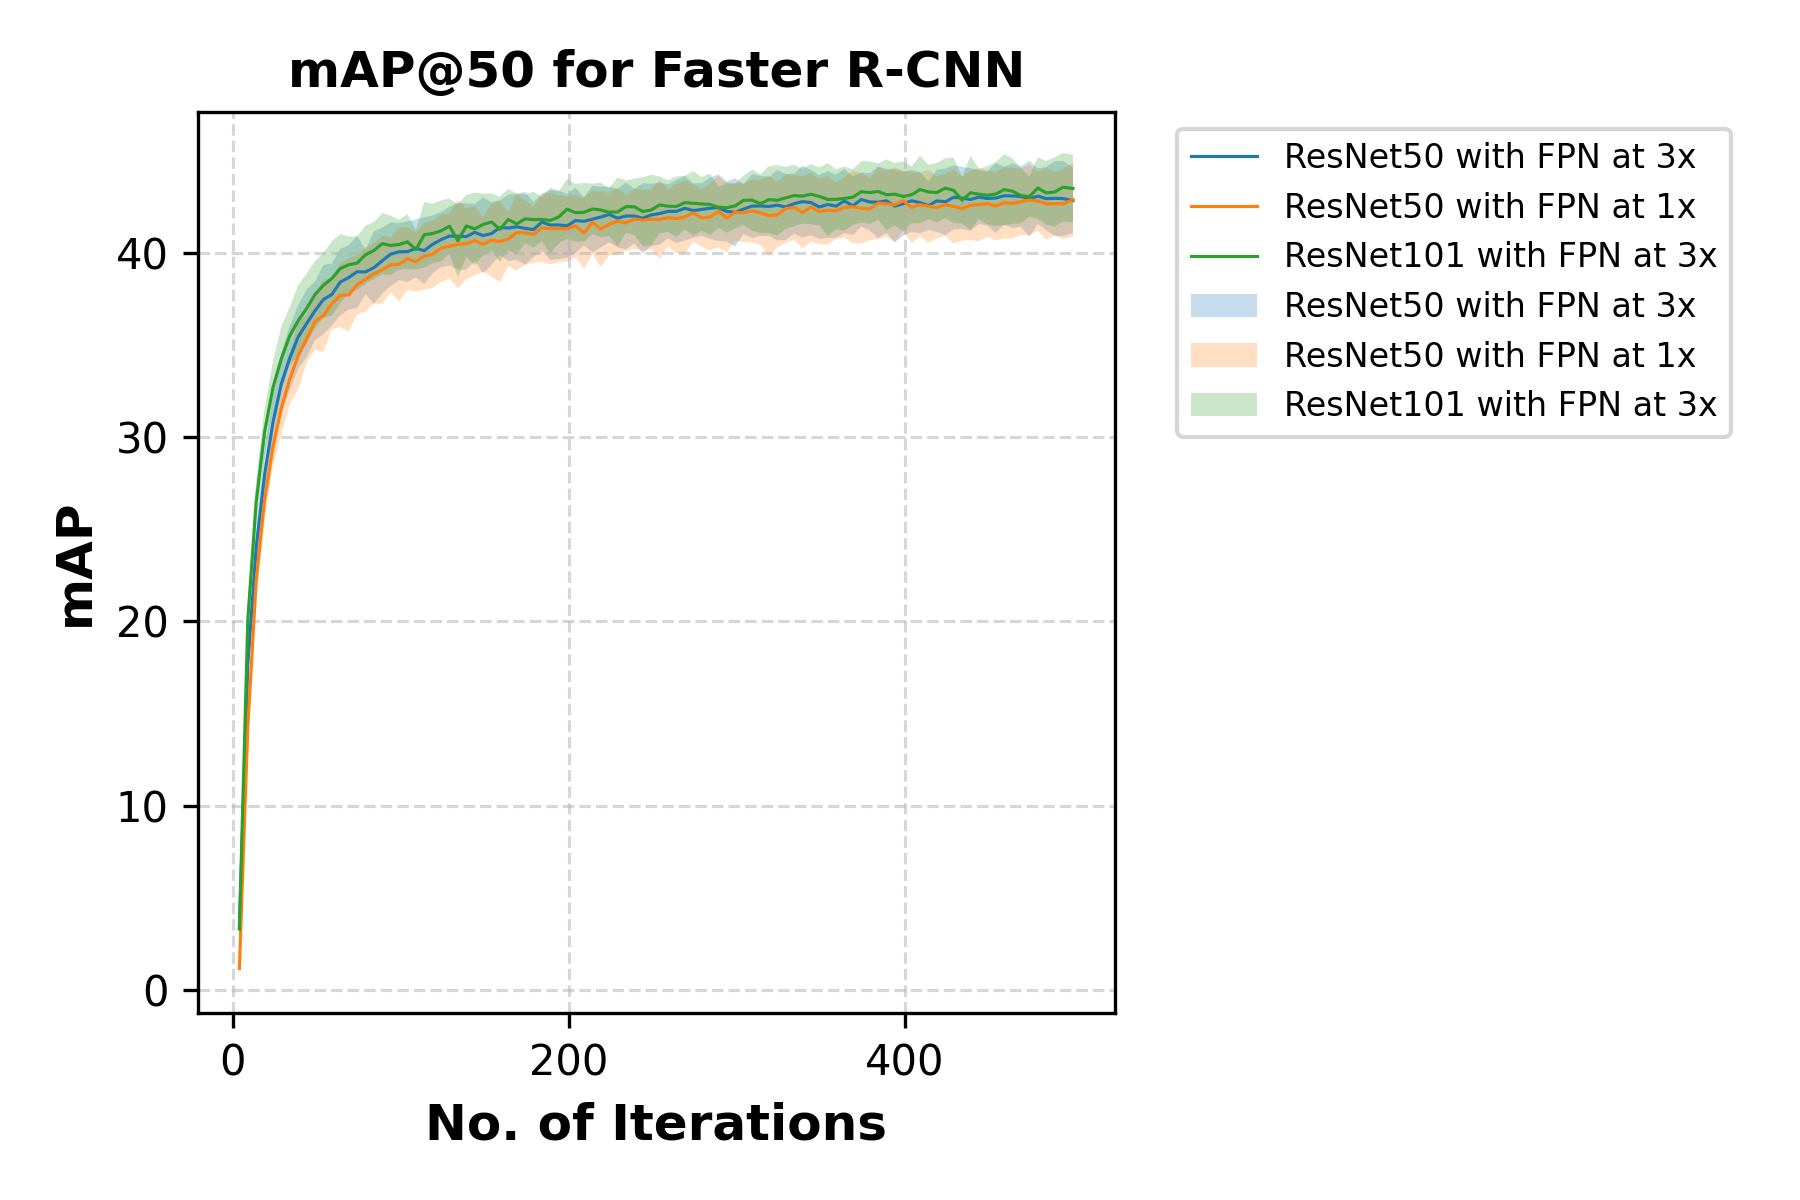 mAP@50 for Faster R-CNN
ResNet50 with FPN at 3x
ResNet50 with FPN at 1x
ResNet101 with FPN at 3x
ResNet50 with FPN at 3x
ResNet50 with FPN at 1x
ResNet101 with FPN at 3x
mAP
40
30
20
10
0
0 200 400
No. of Iterations